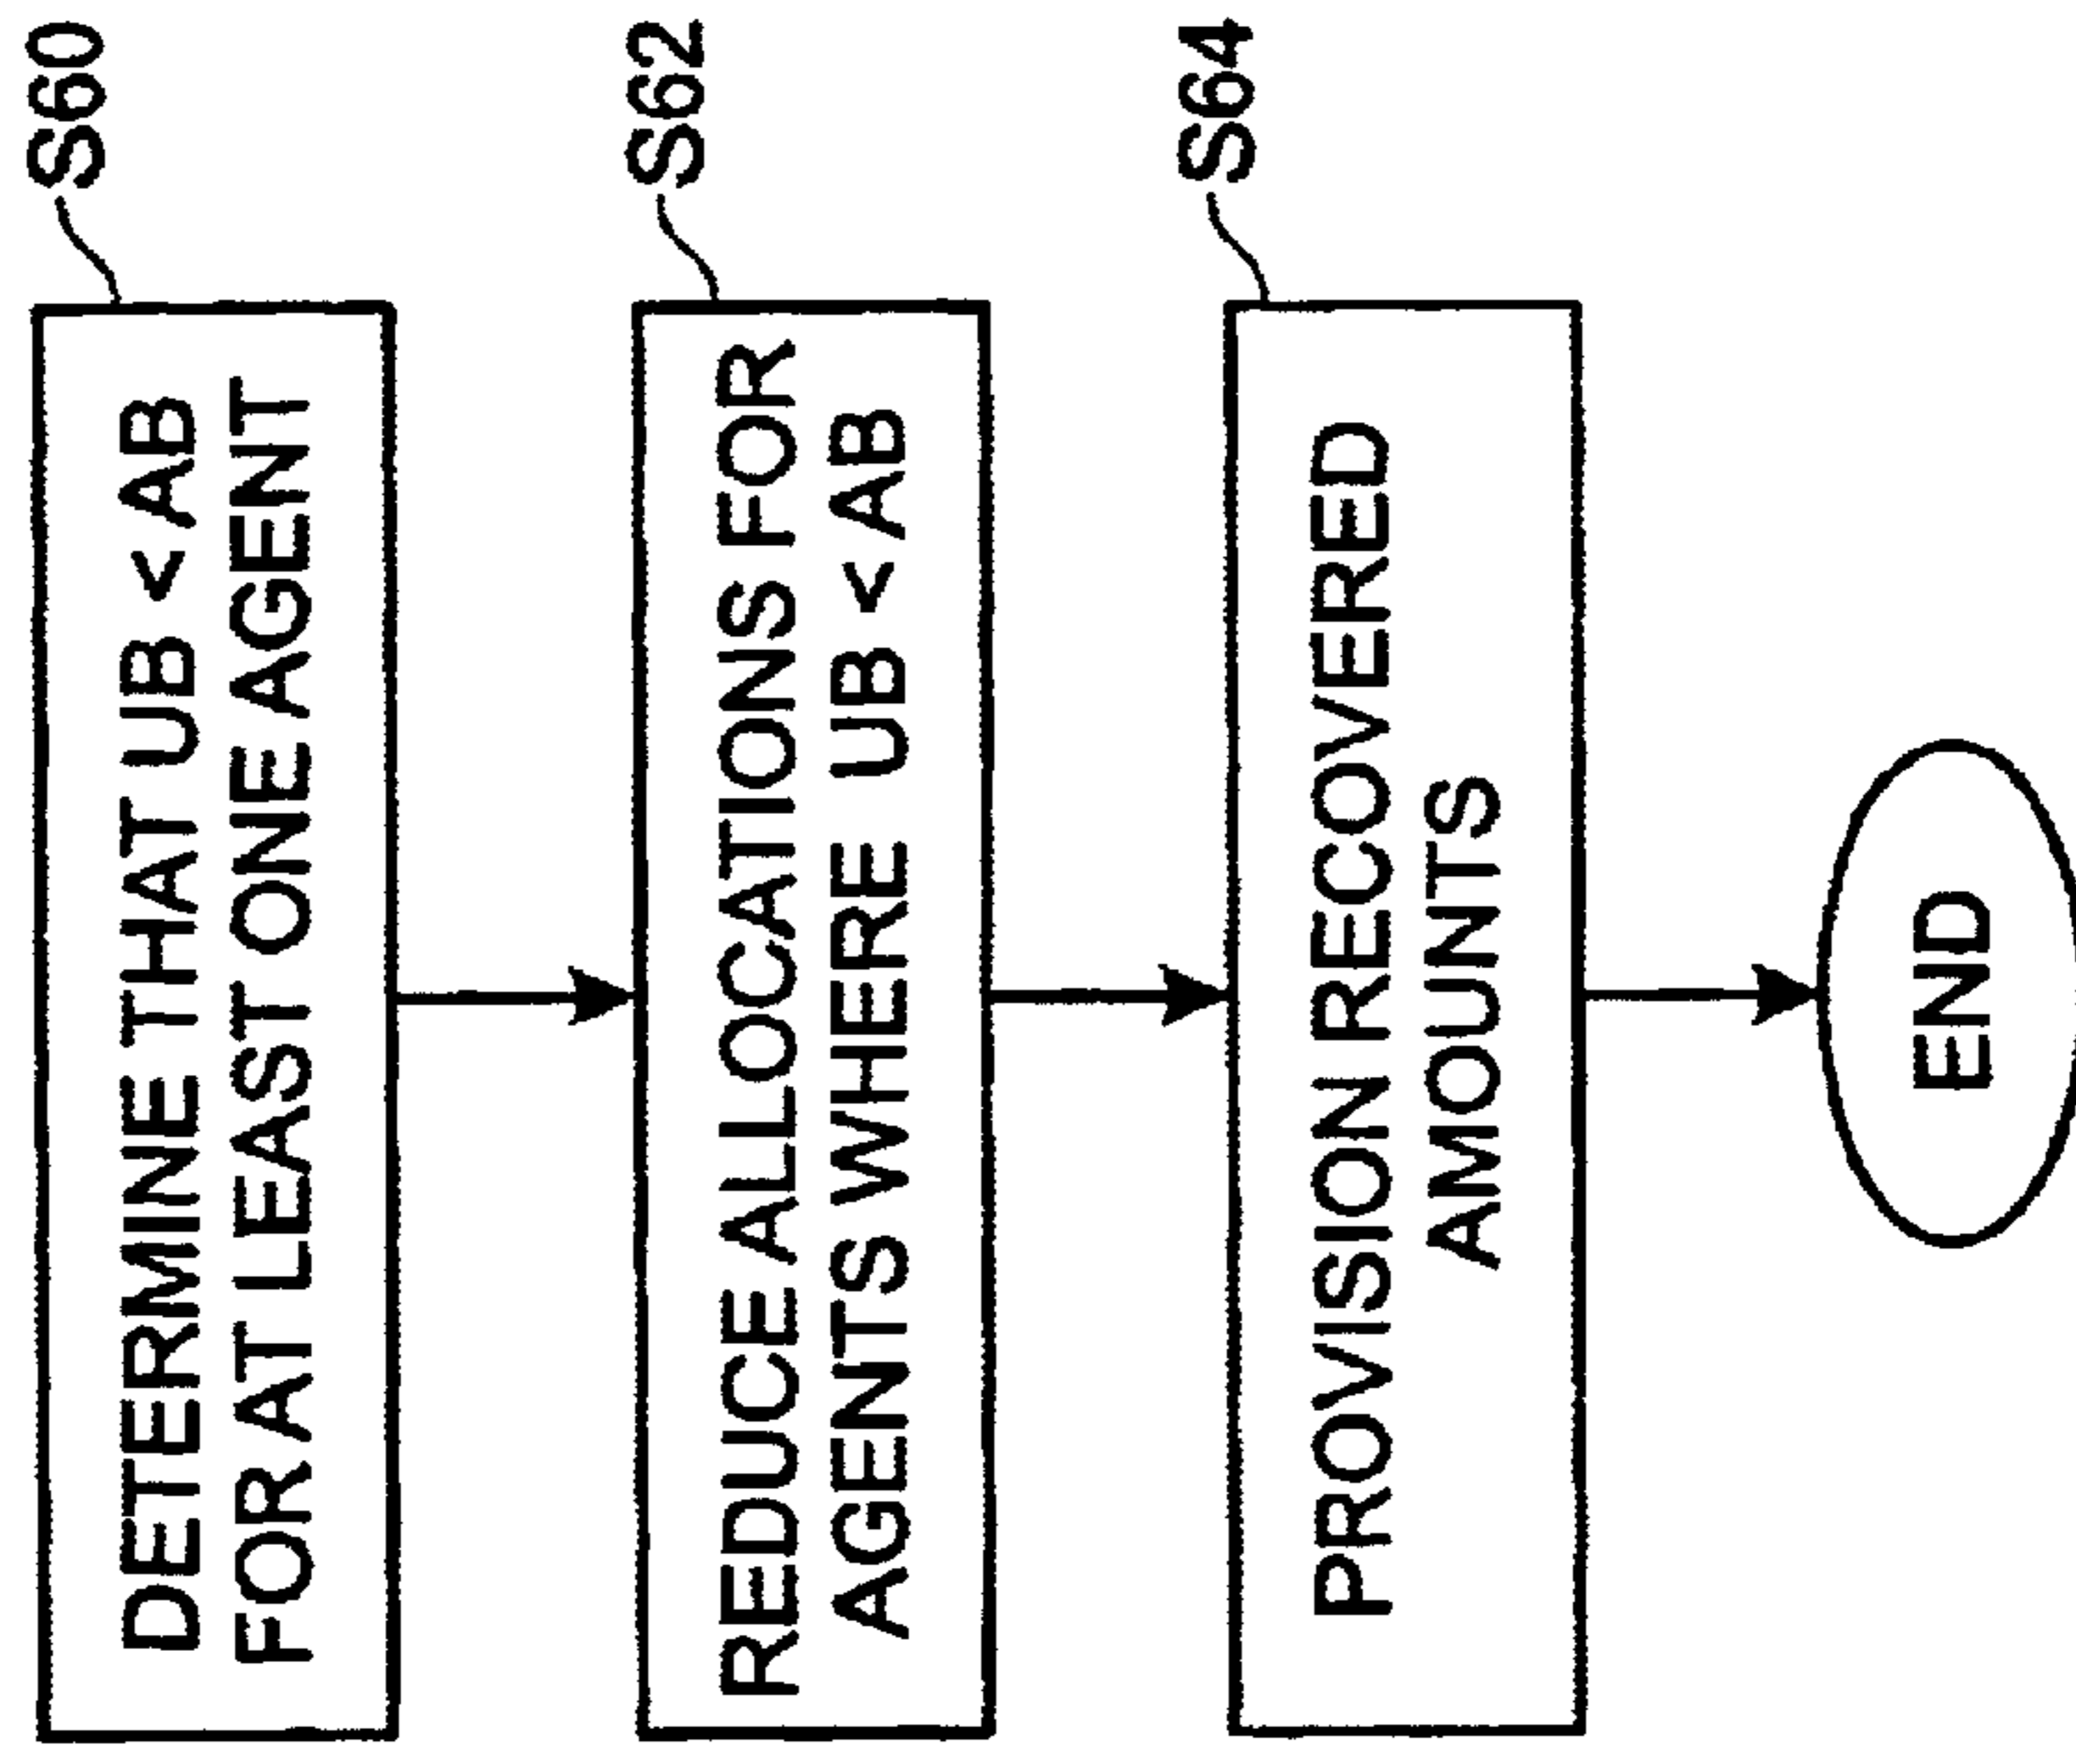 DETERMINE THAT UB < AB
FOR AT LEAST ONE AGENT
S60
REDUCE ALLOCATIONS FOR
AGENTS WHERE UB < AB
S62
PROVISION RECOVERED
AMOUNTS
S64
END